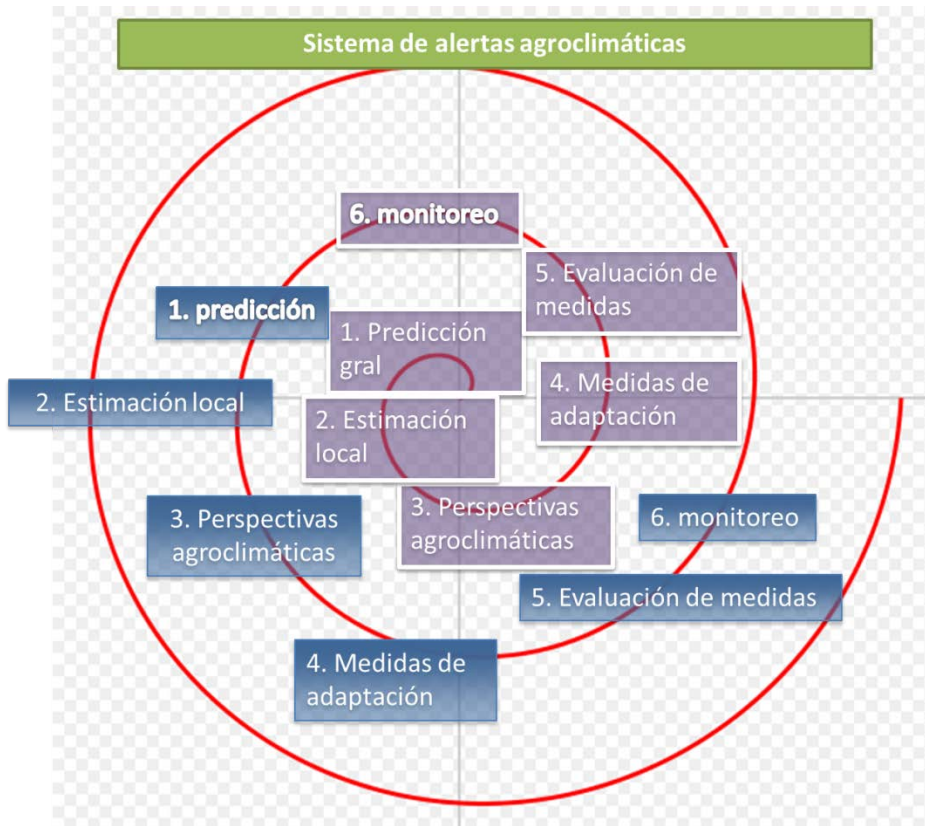 Sistema de alertas agroclimáticas
6. monitoreo
5. Evaluación de
medidas
1. predicción
1. Predicción
gral
2. Estimación local
4. Medidas de
adaptación
2. Estimación
local
3. Perspectivas
agroclimáticas
3. Perspectivas
agroclimáticas
6. monitoreo
5. Evaluación de medidas
4. Medidas de
adaptación